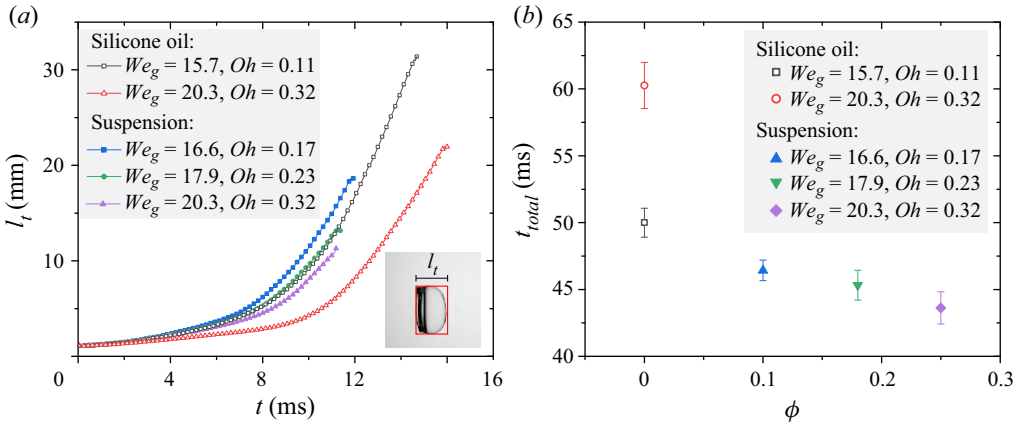 (a)
Silicone oil:
We_g = 15.7, Oh = 0.11
We_g = 20.3, Oh = 0.32
Suspension:
We_g = 16.6, Oh = 0.17
We_g = 17.9, Oh = 0.23
We_g = 20.3, Oh = 0.32
l_t
30
20
10
0
l_t (mm)
0
4
8
12
16
t (ms)
(b)
Silicone oil:
We_g = 15.7, Oh = 0.11
We_g = 20.3, Oh = 0.32
Suspension:
We_g = 16.6, Oh = 0.17
We_g = 17.9, Oh = 0.23
We_g = 20.3, Oh = 0.32
65
60
55
50
45
40
t_total (ms)
0
0.1
0.2
0.3
ϕ